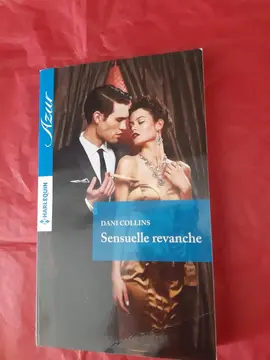 Azur
HARLEQUIN
DANI COLLINS
Sensuelle revanche